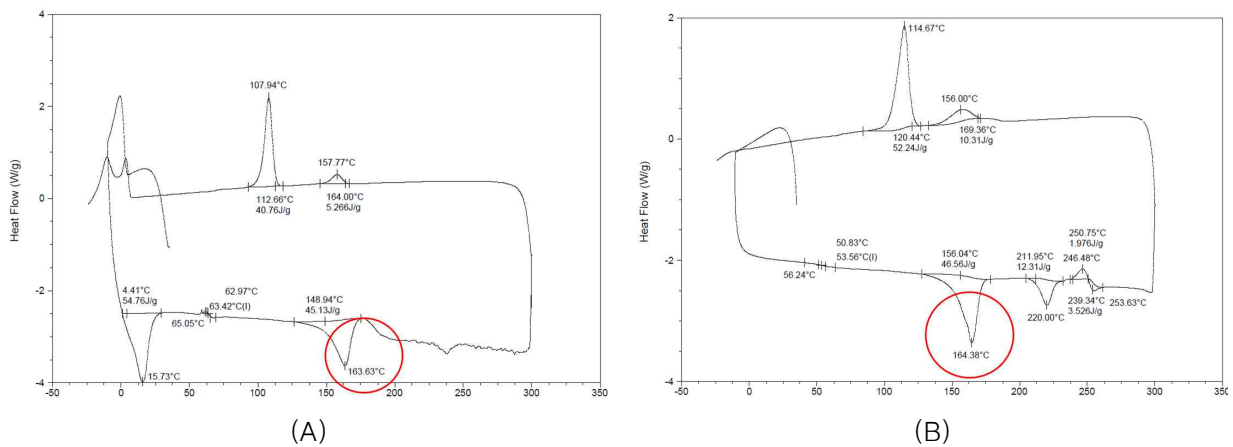 4
2
0
-2
-4
Heat Flow (W/g)
107.94°C
157.77°C
112.66°C
40.76J/g
164.00°C
5.266J/g
4.41°C
54.76J/g
62.97°C
63.42°C(I)
65.05°C
148.94°C
45.13J/g
15.73°C
163.63°C
-50
0
50
100
150
200
250
300
350
(A)
2
0
-2
-4
Heat Flow (W/g)
114.67°C
156.00°C
120.44°C
52.24J/g
169.36°C
10.31J/g
50.83°C
53.56°C(I)
56.24°C
156.04°C
46.56J/g
211.95°C
12.31J/g
250.75°C
1.976J/g
246.48°C
239.34°C
3.526J/g
253.63°C
220.00°C
164.38°C
-50
0
50
100
150
200
250
300
350
(B)